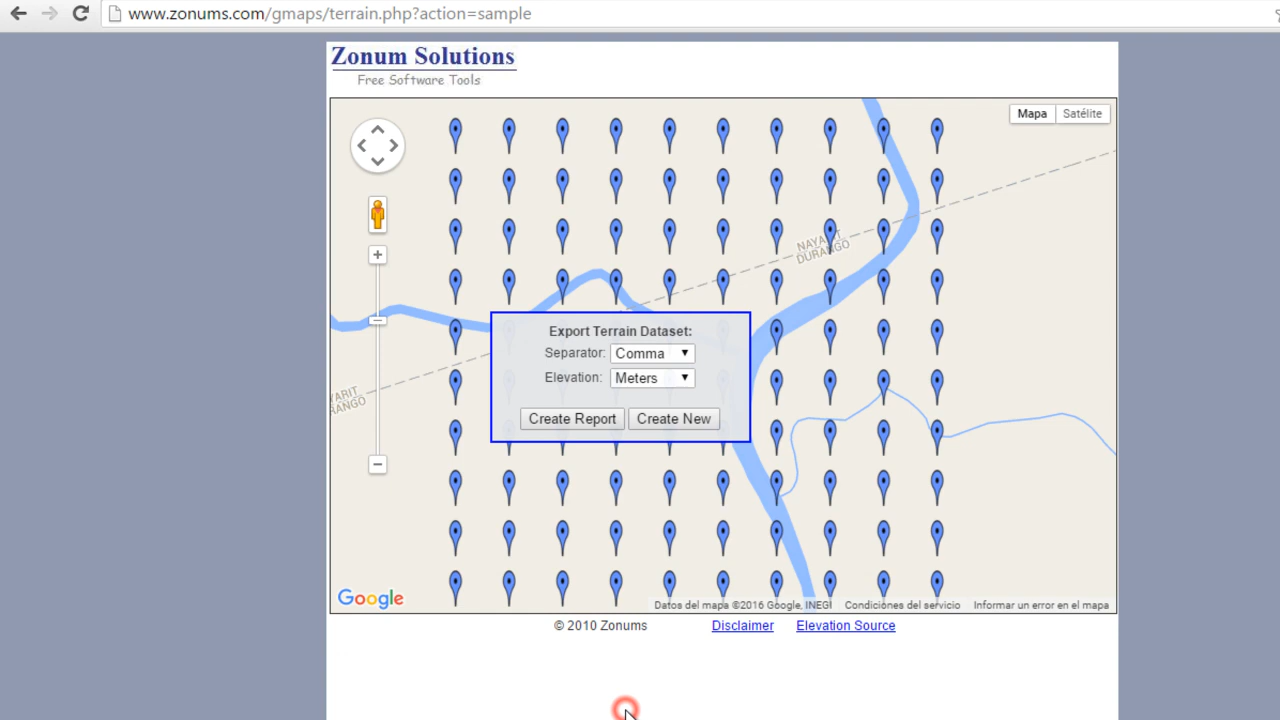 www.zonums.com/gmaps/terrain.php?action=sample
Zonum Solutions
Free Software Tools
Mapa
Satélite
NAYARIT
DURANGO
Export Terrain Dataset:
Separator: Comma
Elevation: Meters
Create Report
Create New
+
−
Google
Datos del mapa ©2016 Google, INEGI
Condiciones del servicio
Informar un error en el mapa
© 2010 Zonums
Disclaimer
Elevation Source